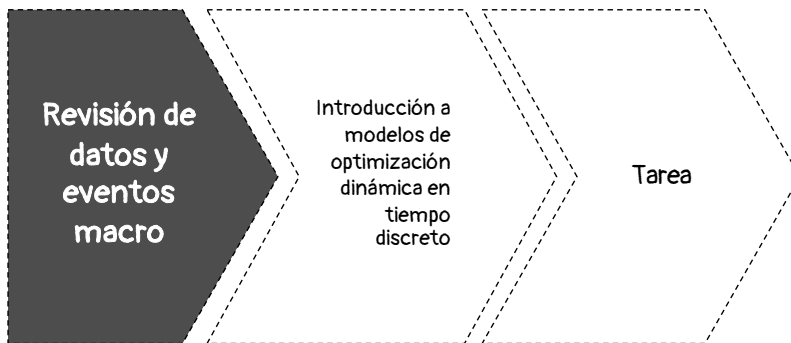 Revisión de
datos y
eventos
macro
Introducción a
modelos de
optimización
dinámica en
tiempo
discreto
Tarea